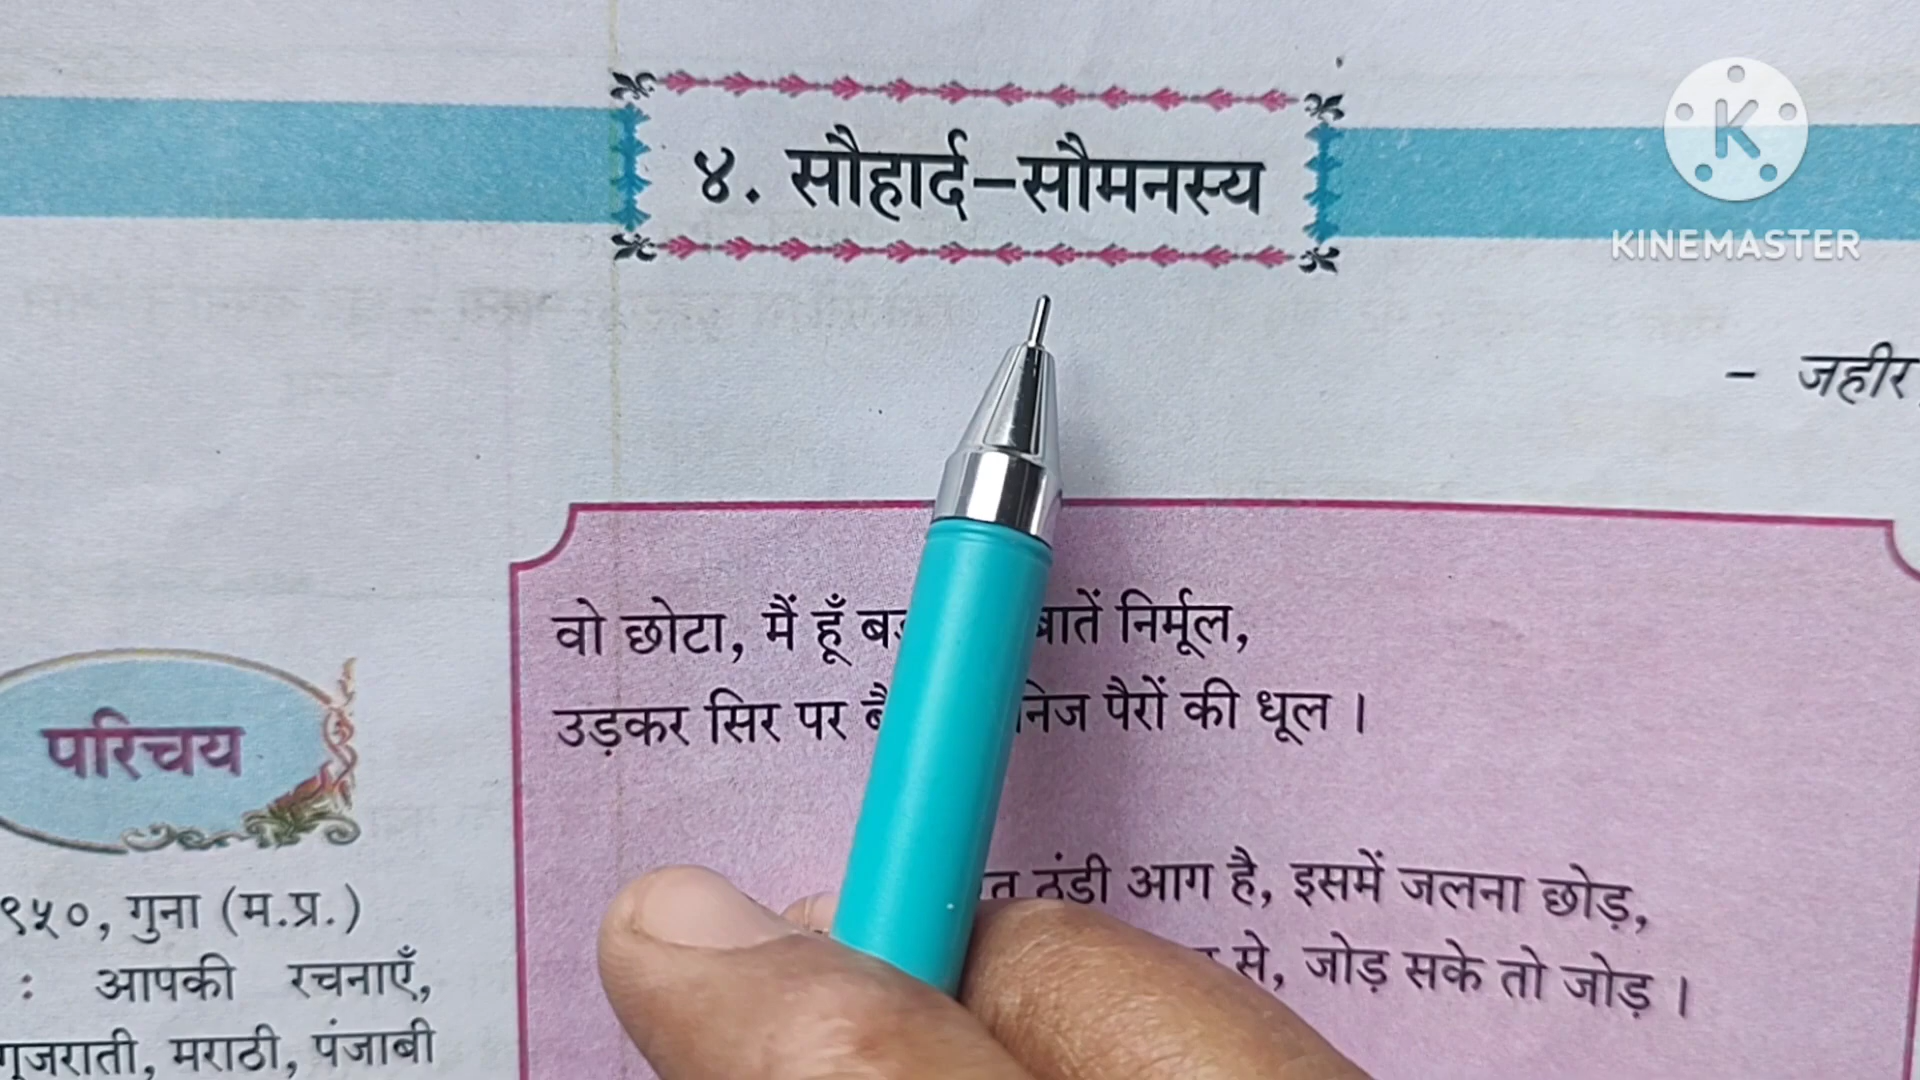 ४. सौहार्द-सौमनस्य
KINEMASTER
- जहीर
वो छोटा, मैं हूँ बातें निर्मूल,
उड़कर सिर पर निज पैरों की धूल ।
ठंडी आग है, इसमें जलना छोड़,
से, जोड़ सके तो जोड़ ।
परिचय
९५०, गुना (म.प्र.)
: आपकी रचनाएँ,
गुजराती, मराठी, पंजाबी